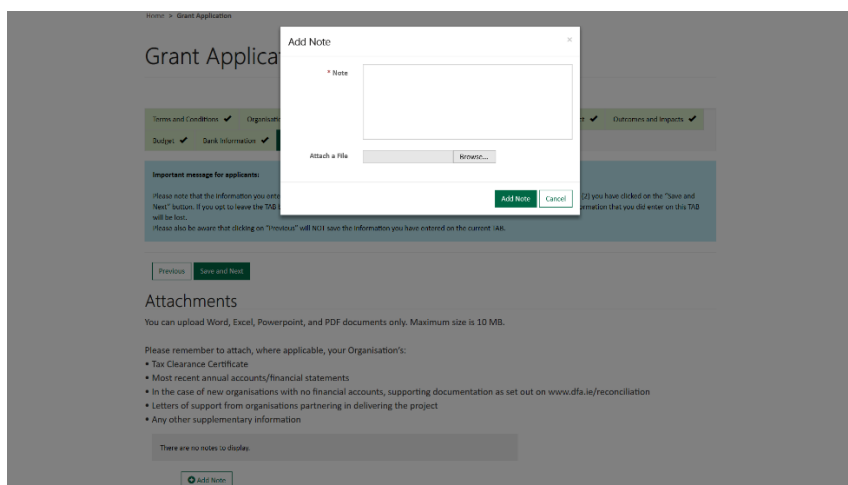 Home > Grant Application
Add Note
×
Grant Applica
* Note
Terms and Conditions ✔ Organisati
✔ Outcomes and Impacts ✔
Budget ✔ Bank Information ✔
Attach a File Browse...
Important message for applicants:
Please note that the information you ente [2] you have clicked on the "Save and
Add Note Cancel
Next" button. If you opt to leave the TAB ormation that you did enter on this TAB
will be lost.
Please also be aware that clicking on "Previous" will NOT save the information you have entered on the current TAB.
Previous Save and Next
Attachments
You can upload Word, Excel, Powerpoint, and PDF documents only. Maximum size is 10 MB.
Please remember to attach, where applicable, your Organisation's:
• Tax Clearance Certificate
• Most recent annual accounts/financial statements
• In the case of new organisations with no financial accounts, supporting documentation as set out on www.dfa.ie/reconciliation
• Letters of support from organisations partnering in delivering the project
• Any other supplementary information
There are no notes to display.
Add Note